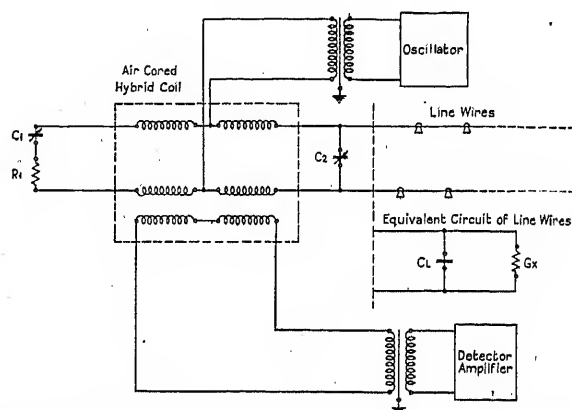 Oscillator
Air Cored
Hybrid Coil
Line Wires
C1
C2
R1
Equivalent Circuit of Line Wires
CL
Gx
Detector
Amplifier